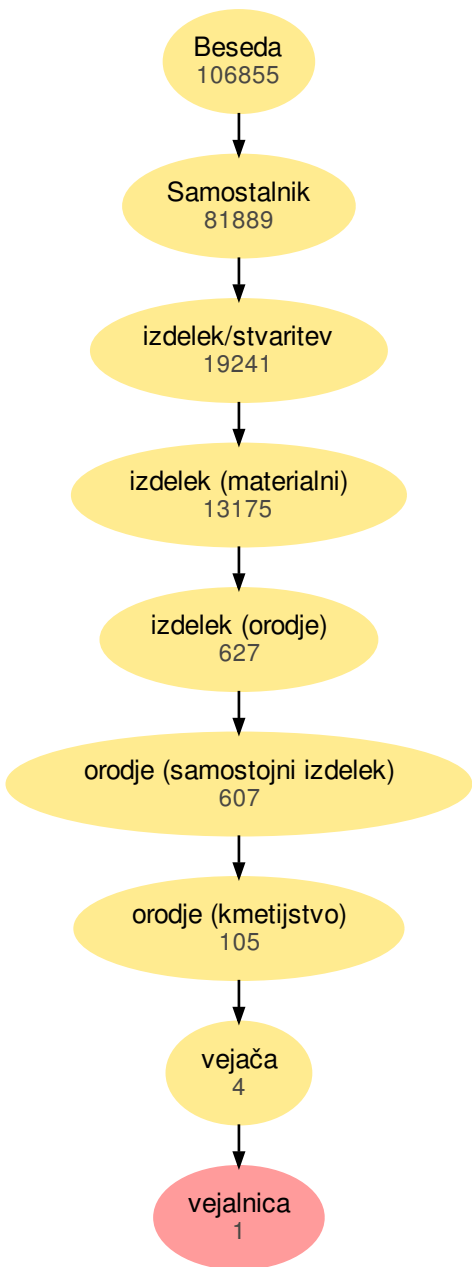 Beseda
106855
Samostalnik
81889
izdelek/stvaritev
19241
izdelek (materialni)
13175
izdelek (orodje)
627
orodje (samostojni izdelek)
607
orodje (kmetijstvo)
105
vejača
4
vejalnica
1